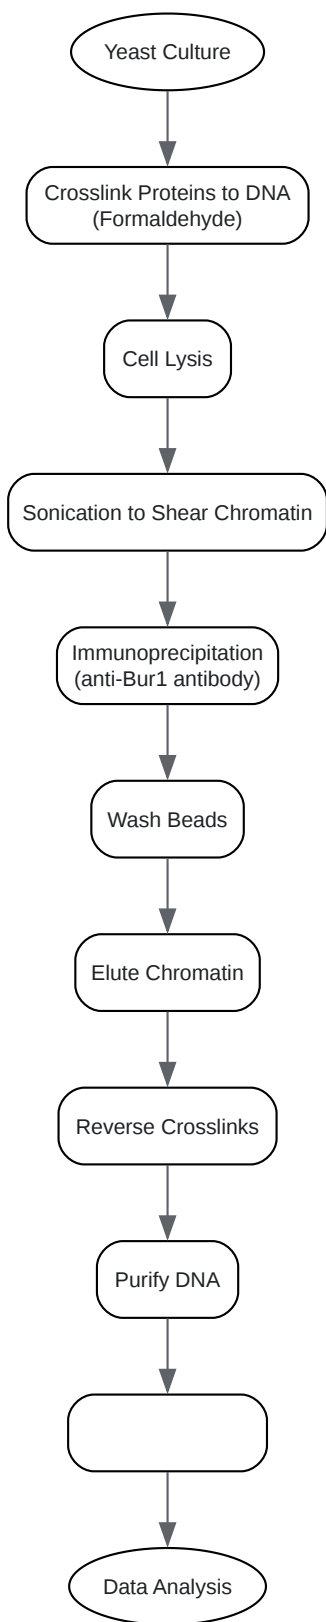 Yeast Culture
Crosslink Proteins to DNA
(Formaldehyde)
Cell Lysis
Sonication to Shear Chromatin
Immunoprecipitation
(anti-Bur1 antibody)
Wash Beads
Elute Chromatin
Reverse Crosslinks
Purify DNA
Data Analysis